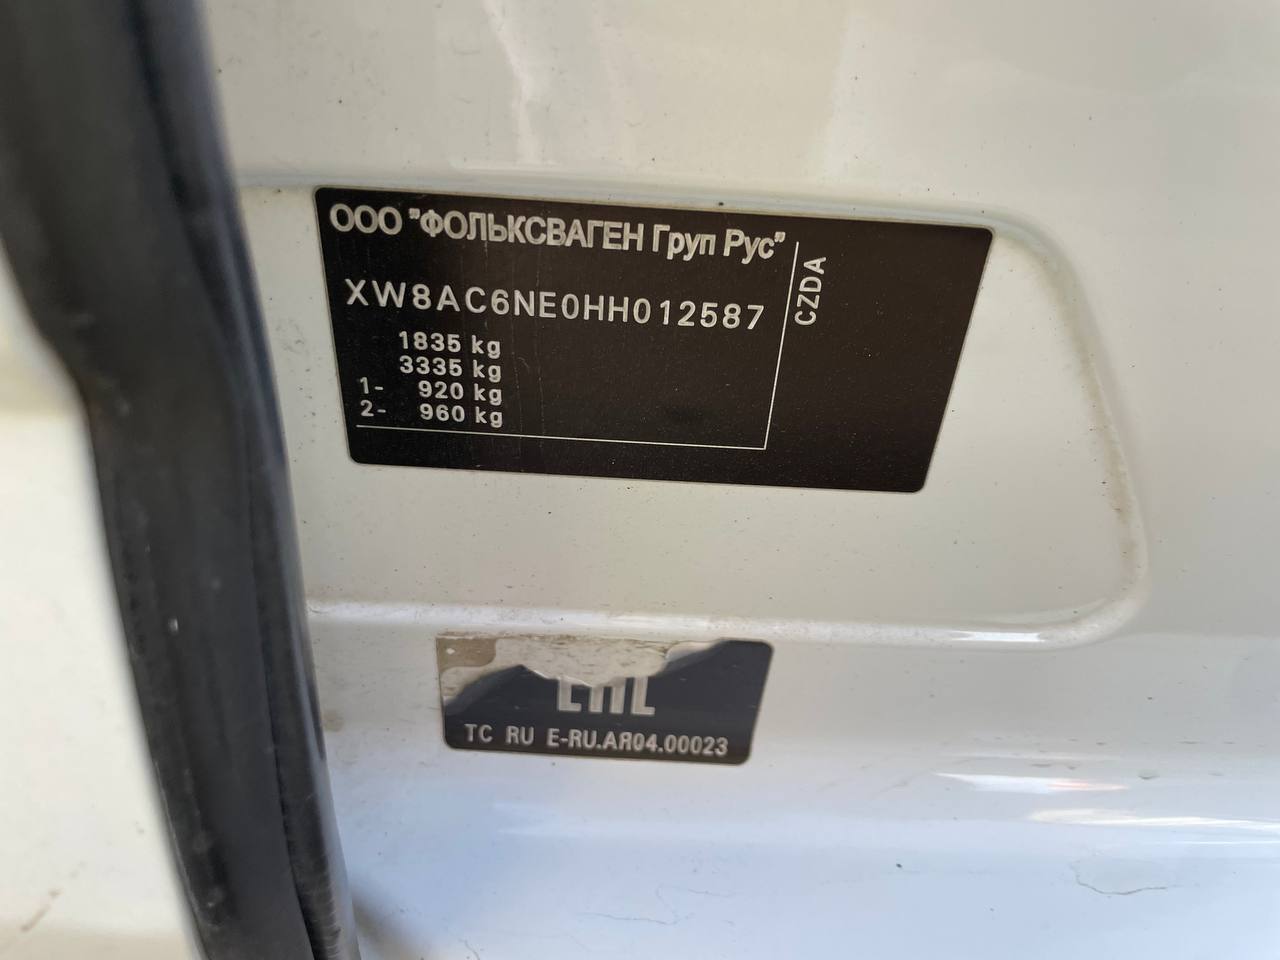 ООО "ФОЛЬКСВАГЕН Груп Рус"
XW8AC6NE0HH012587
1835 kg
3335 kg
1- 920 kg
2- 960 kg
CZDA
TC RU E-RU.АЯ04.00023